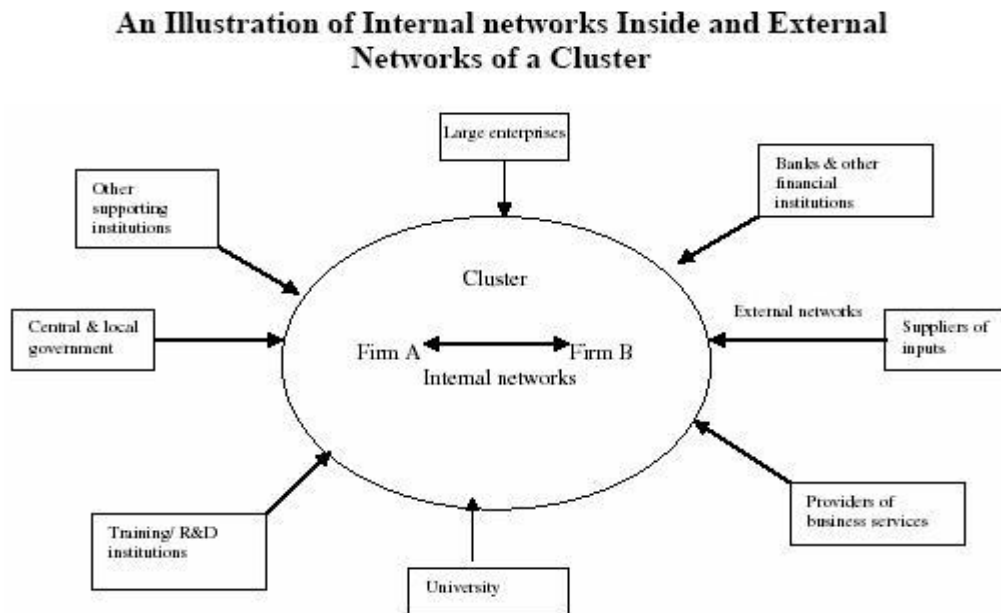 An Illustration of Internal networks Inside and External
Networks of a Cluster
Large enterprises
Banks & other
financial
institutions
Other
supporting
institutions
Cluster
External networks
Central & local
government
Suppliers of
inputs
Firm A
Firm B
Internal networks
Providers of
business services
Training/ R&D
institutions
University